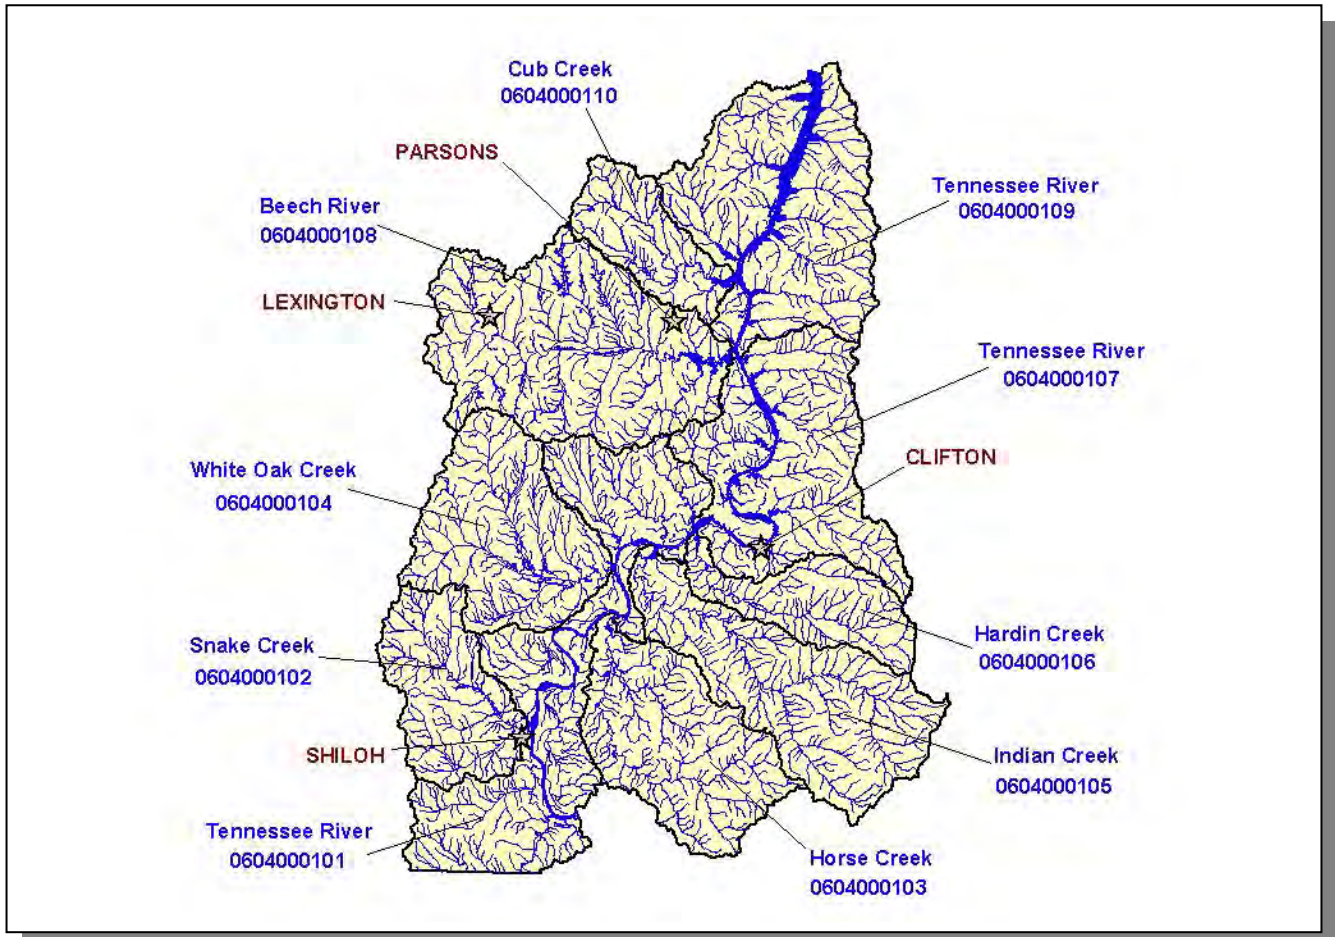 Cub Creek
0604000110
PARSONS
Beech River
0604000108
LEXINGTON
Tennessee River
0604000109
Tennessee River
0604000107
CLIFTON
White Oak Creek
0604000104
Snake Creek
0604000102
Hardin Creek
0604000106
SHILOH
Indian Creek
0604000105
Tennessee River
0604000101
Horse Creek
0604000103